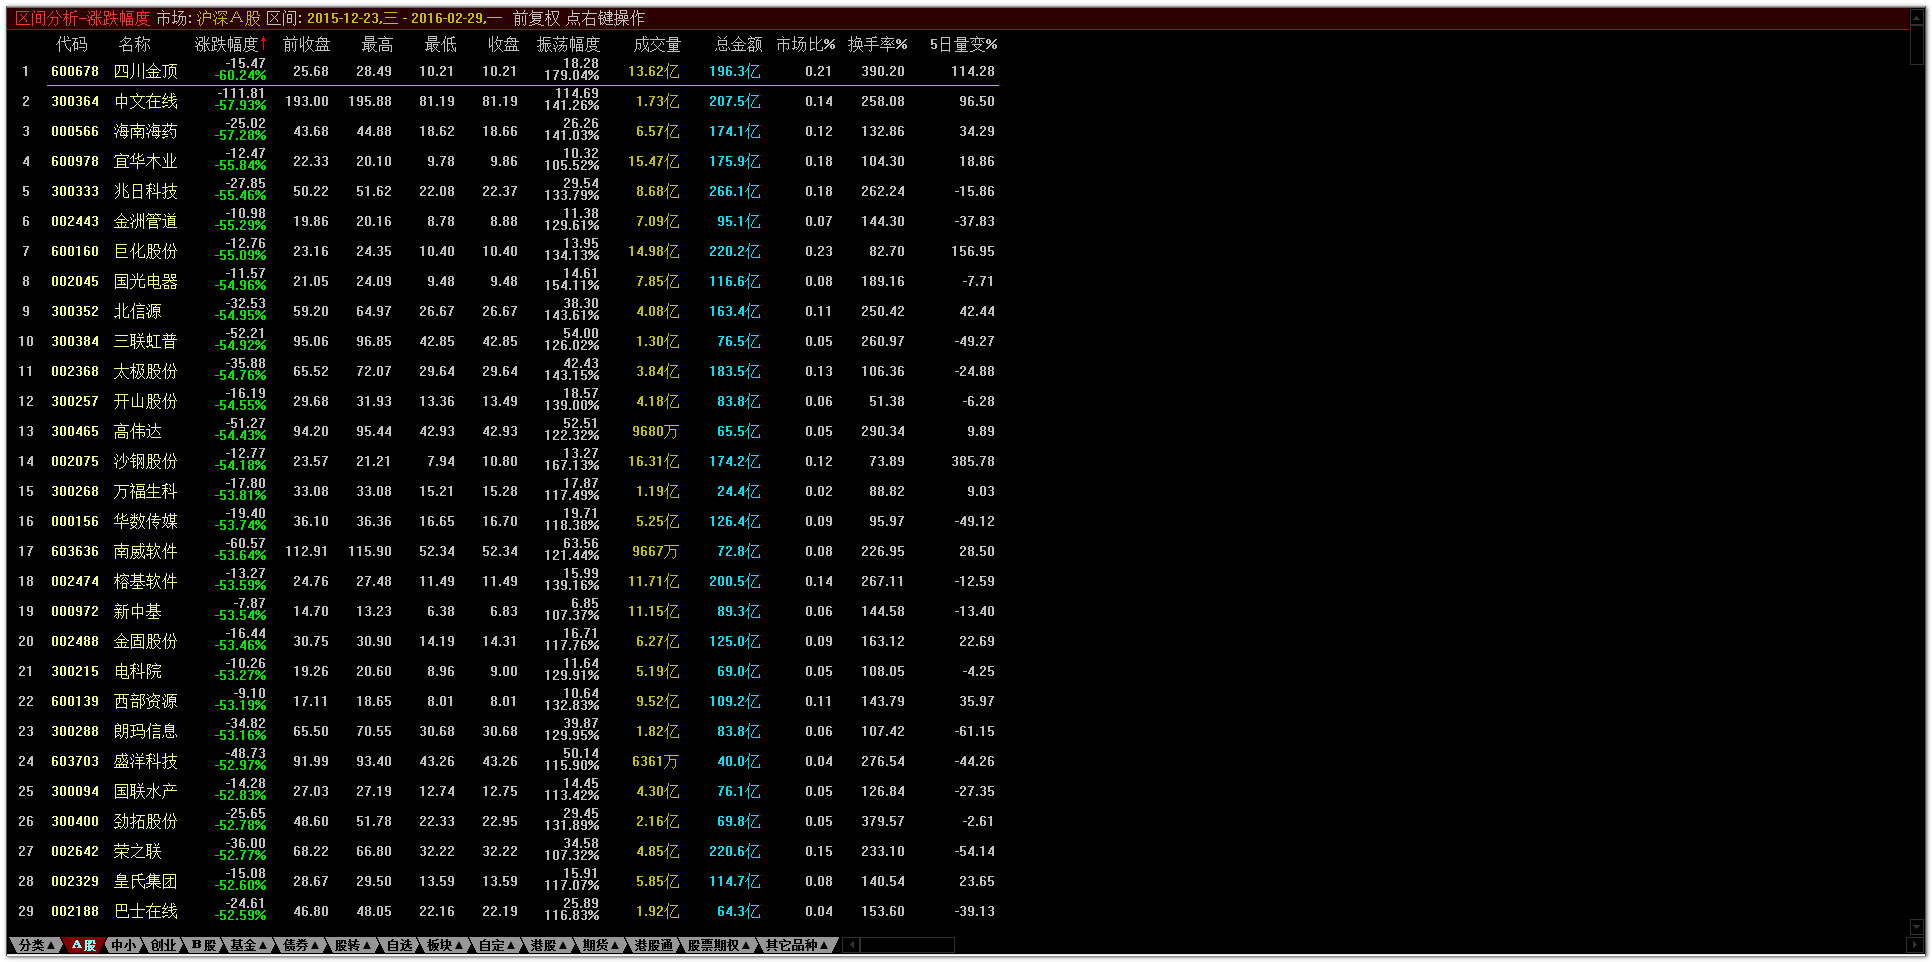 区间分析-涨跌幅度 市场: 沪深A股 区间: 2015-12-23,三 - 2016-02-29,一 前复权 点右键操作
代码 名称 涨跌幅度↑ 前收盘 最高 最低 收盘 振荡幅度 成交量 总金额 市场比% 换手率% 5日量变%
1 600678 四川金顶 -15.47 -60.24% 25.68 28.49 10.21 10.21 18.28 179.04% 13.62亿 196.3亿 0.21 390.20 114.28
2 300364 中文在线 -111.81 -57.93% 193.00 195.88 81.19 81.19 114.69 141.26% 1.73亿 207.5亿 0.14 258.08 96.50
3 000566 海南海药 -25.02 -57.28% 43.68 44.88 18.62 18.66 26.26 141.03% 6.57亿 174.1亿 0.12 132.86 34.29
4 600978 宜华木业 -12.47 -55.84% 22.33 20.10 9.78 9.86 10.32 105.52% 15.47亿 175.9亿 0.18 104.30 18.86
5 300333 兆日科技 -27.85 -55.46% 50.22 51.62 22.08 22.37 29.54 133.79% 8.68亿 266.1亿 0.18 262.24 -15.86
6 002443 金洲管道 -10.98 -55.29% 19.86 20.16 8.78 8.88 11.38 129.61% 7.09亿 95.1亿 0.07 144.30 -37.83
7 600160 巨化股份 -12.76 -55.09% 23.16 24.35 10.40 10.40 13.95 134.13% 14.98亿 220.2亿 0.23 82.70 156.95
8 002045 国光电器 -11.57 -54.96% 21.05 24.09 9.48 9.48 14.61 154.11% 7.85亿 116.6亿 0.08 189.16 -7.71
9 300352 北信源 -32.53 -54.95% 59.20 64.97 26.67 26.67 38.30 143.61% 4.08亿 163.4亿 0.11 250.42 42.44
10 300384 三联虹普 -52.21 -54.92% 95.06 96.85 42.85 42.85 54.00 126.02% 1.30亿 76.5亿 0.05 260.97 -49.27
11 002368 太极股份 -35.88 -54.76% 65.52 72.07 29.64 29.64 42.43 143.15% 3.84亿 183.5亿 0.13 106.36 -24.88
12 300257 开山股份 -16.19 -54.55% 29.68 31.93 13.36 13.49 18.57 139.00% 4.18亿 83.8亿 0.06 51.38 -6.28
13 300465 高伟达 -51.27 -54.43% 94.20 95.44 42.93 42.93 52.51 122.32% 9680万 65.5亿 0.05 290.34 9.89
14 002075 沙钢股份 -12.77 -54.18% 23.57 21.21 7.94 10.80 13.27 167.13% 16.31亿 174.2亿 0.12 73.89 385.78
15 300268 万福生科 -17.80 -53.81% 33.08 33.08 15.21 15.28 17.87 117.49% 1.19亿 24.4亿 0.02 88.82 9.03
16 000156 华数传媒 -19.40 -53.74% 36.10 36.36 16.65 16.70 19.71 118.38% 5.25亿 126.4亿 0.09 95.97 -49.12
17 603636 南威软件 -60.57 -53.64% 112.91 115.90 52.34 52.34 63.56 121.44% 9667万 72.8亿 0.08 226.95 28.50
18 002474 榕基软件 -13.27 -53.59% 24.76 27.48 11.49 11.49 15.99 139.16% 11.71亿 200.5亿 0.14 267.11 -12.59
19 000972 新中基 -7.87 -53.54% 14.70 13.23 6.38 6.83 6.85 107.37% 11.15亿 89.3亿 0.06 144.58 -13.40
20 002488 金固股份 -16.44 -53.46% 30.75 30.90 14.19 14.31 16.71 117.76% 6.27亿 125.0亿 0.09 163.12 22.69
21 300215 电科院 -10.26 -53.27% 19.26 20.60 8.96 9.00 11.64 129.91% 5.19亿 69.0亿 0.05 108.05 -4.25
22 600139 西部资源 -9.10 -53.19% 17.11 18.65 8.01 8.01 10.64 132.83% 9.52亿 109.2亿 0.11 143.79 35.97
23 300288 朗玛信息 -34.82 -53.16% 65.50 70.55 30.68 30.68 39.87 129.95% 1.82亿 83.8亿 0.06 107.42 -61.15
24 603703 盛洋科技 -48.73 -52.97% 91.99 93.40 43.26 43.26 50.14 115.90% 6361万 40.0亿 0.04 276.54 -44.26
25 300094 国联水产 -14.28 -52.83% 27.03 27.19 12.74 12.75 14.45 113.42% 4.30亿 76.1亿 0.05 126.84 -27.35
26 300400 劲拓股份 -25.65 -52.78% 48.60 51.78 22.33 22.95 29.45 131.89% 2.16亿 69.8亿 0.05 379.57 -2.61
27 002642 荣之联 -36.00 -52.77% 68.22 66.80 32.22 32.22 34.58 107.32% 4.85亿 220.6亿 0.15 233.10 -54.14
28 002329 皇氏集团 -15.08 -52.60% 28.67 29.50 13.59 13.59 15.91 117.07% 5.85亿 114.7亿 0.08 140.54 23.65
29 002188 巴士在线 -24.61 -52.59% 46.80 48.05 22.16 22.19 25.89 116.83% 1.92亿 64.3亿 0.04 153.60 -39.13
分类▲ A股 中小 创业 B股 基金▲ 债券▲ 股转▲ 自选 板块▲ 自定▲ 港股▲ 期货▲ 港股通 股票期权▲ 其它品种▲